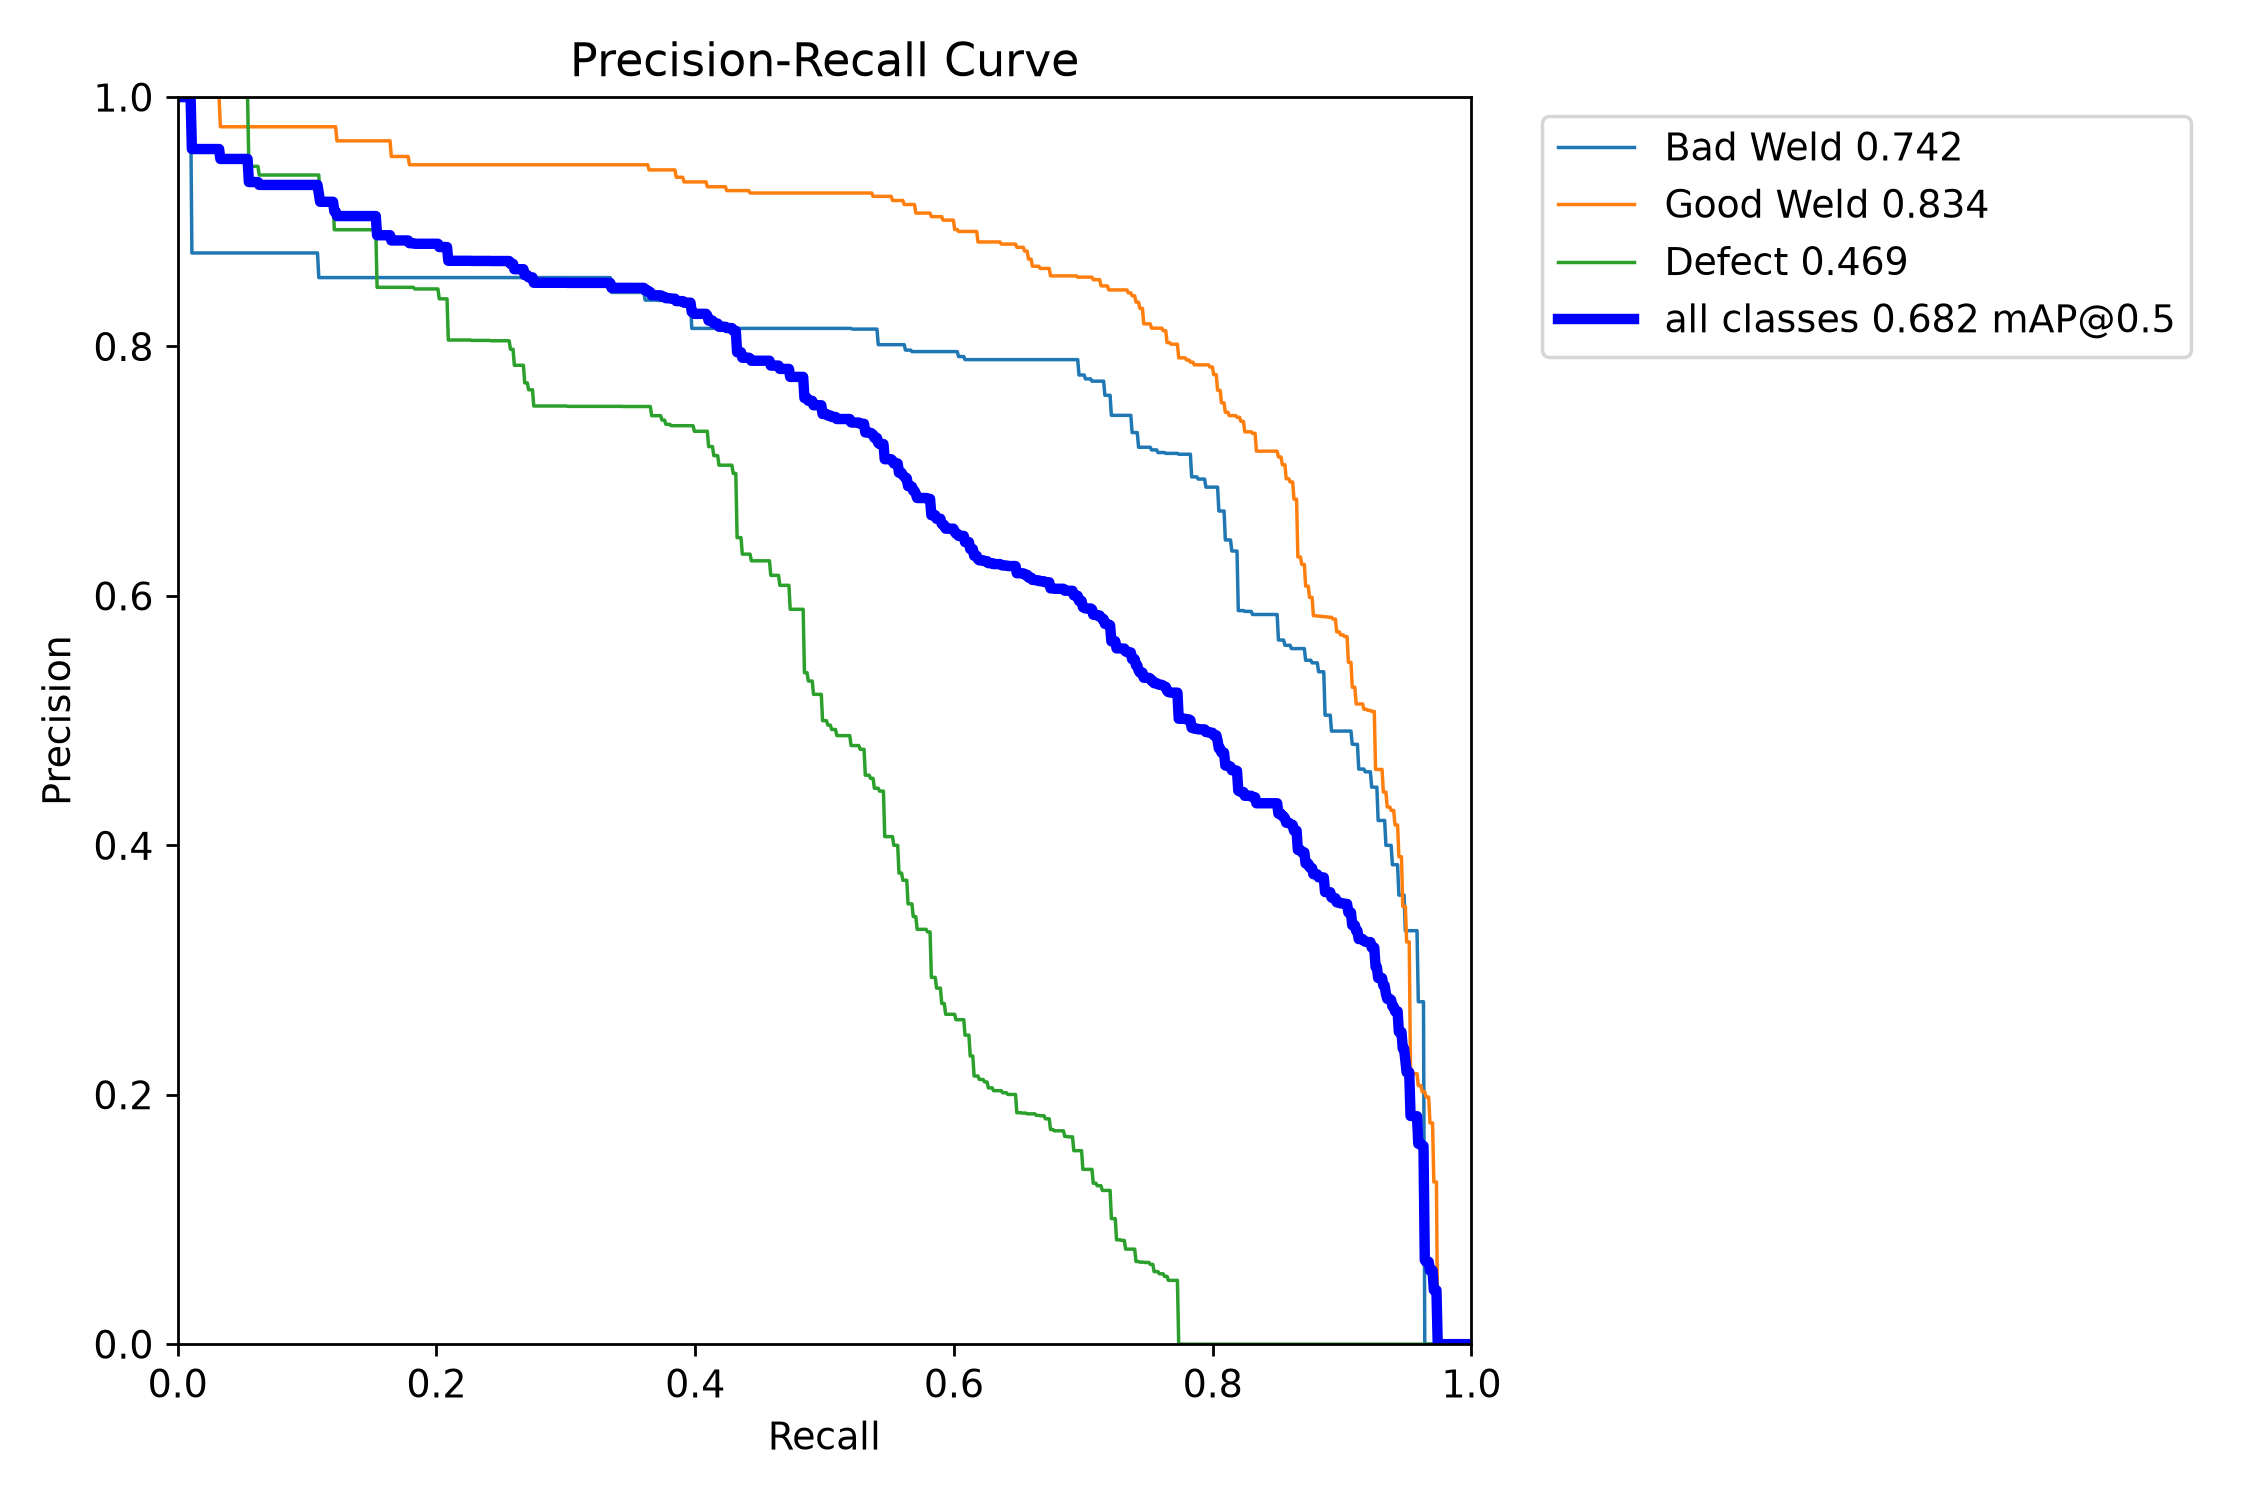 Precision-Recall Curve
1.0
0.8
0.6
0.4
0.2
0.0
Precision
0.0 0.2 0.4 0.6 0.8 1.0
Recall
Bad Weld 0.742
Good Weld 0.834
Defect 0.469
all classes 0.682 mAP@0.5